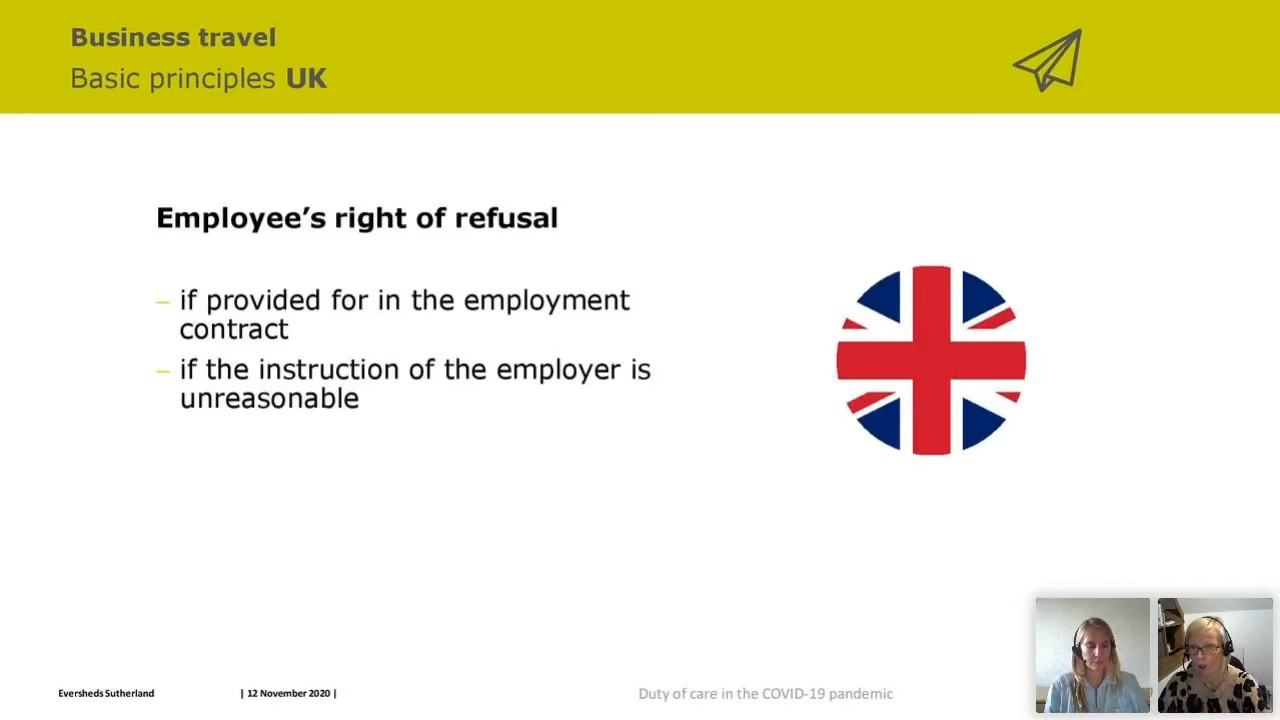 Business travel
Basic principles UK
Employee’s right of refusal
– if provided for in the employment
contract
– if the instruction of the employer is
unreasonable
Eversheds Sutherland | 12 November 2020 | Duty of care in the COVID-19 pandemic